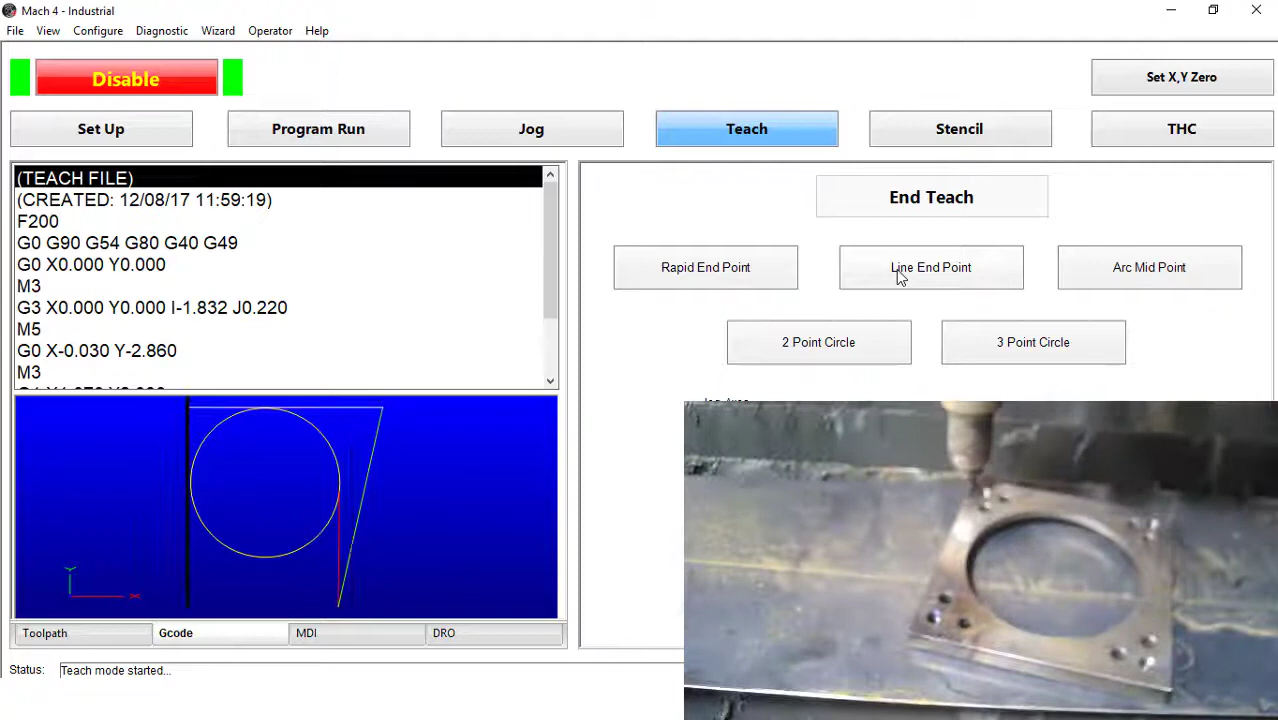 Mach 4 - Industrial
File View Configure Diagnostic Wizard Operator Help
Disable
Set X,Y Zero
Set Up
Program Run
Jog
Teach
Stencil
THC
(TEACH FILE)
(CREATED: 12/08/17 11:59:19)
F200
G0 G90 G54 G80 G40 G49
G0 X0.000 Y0.000
M3
G3 X0.000 Y0.000 I-1.832 J0.220
M5
G0 X-0.030 Y-2.860
M3
End Teach
Rapid End Point
Line End Point
Arc Mid Point
2 Point Circle
3 Point Circle
Toolpath
Gcode
MDI
DRO
Status:
Teach mode started...